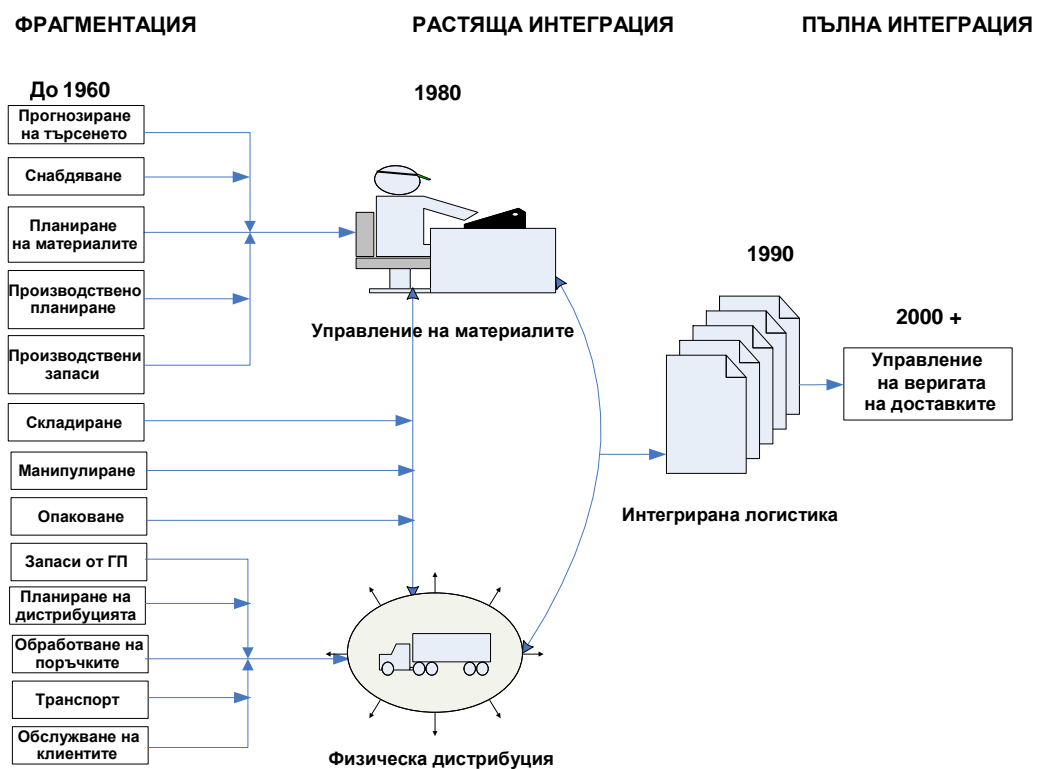 ФРАГМЕНТАЦИЯ
РАСТЯЩА ИНТЕГРАЦИЯ
ПЪЛНА ИНТЕГРАЦИЯ
До 1960
Прогнозиране
на търсенето
Снабдяване
Планиране
на материалите
Производствено
планиране
Производствени
запаси
Складиране
Манипулиране
Опаковане
Запаси от ГП
Планиране на
дистрибуцията
Обработване на
поръчките
Транспорт
Обслужване на
клиентите
1980
Управление на материалите
Физическа дистрибуция
1990
Интегрирана логистика
2000 +
Управление
на веригата
на доставките